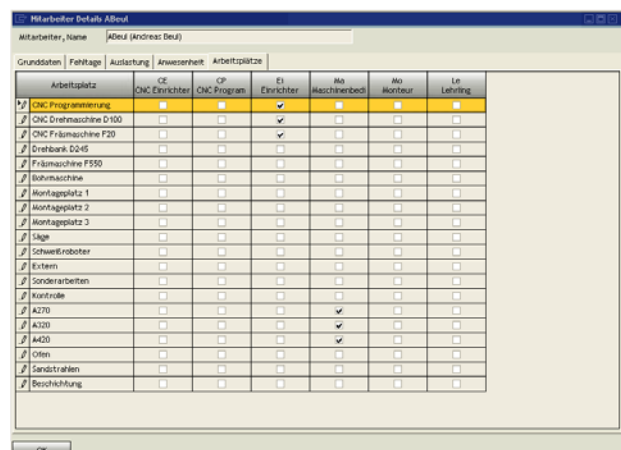 Mitarbeiter Details ABeul
Mitarbeiter, Name ABeul (Andreas Beul)
Grunddaten Fehltage Auslastung Anwesenheit Arbeitsplätze
Arbeitsplatz CE CNC Einrichter CP CNC Program Ei Einrichter Ma Maschinenbedi Mo Monteur Le Lehrling
CNC Programmierung
CNC Drehmaschine D100
CNC Fräsmaschine F20
Drehbank D245
Fräsmaschine F550
Bohrmaschine
Montageplatz 1
Montageplatz 2
Montageplatz 3
Säge
Schweißroboter
Extern
Sonderarbeiten
Kontrolle
A270
A320
A420
Ofen
Sandstrahlen
Beschichtung
OK